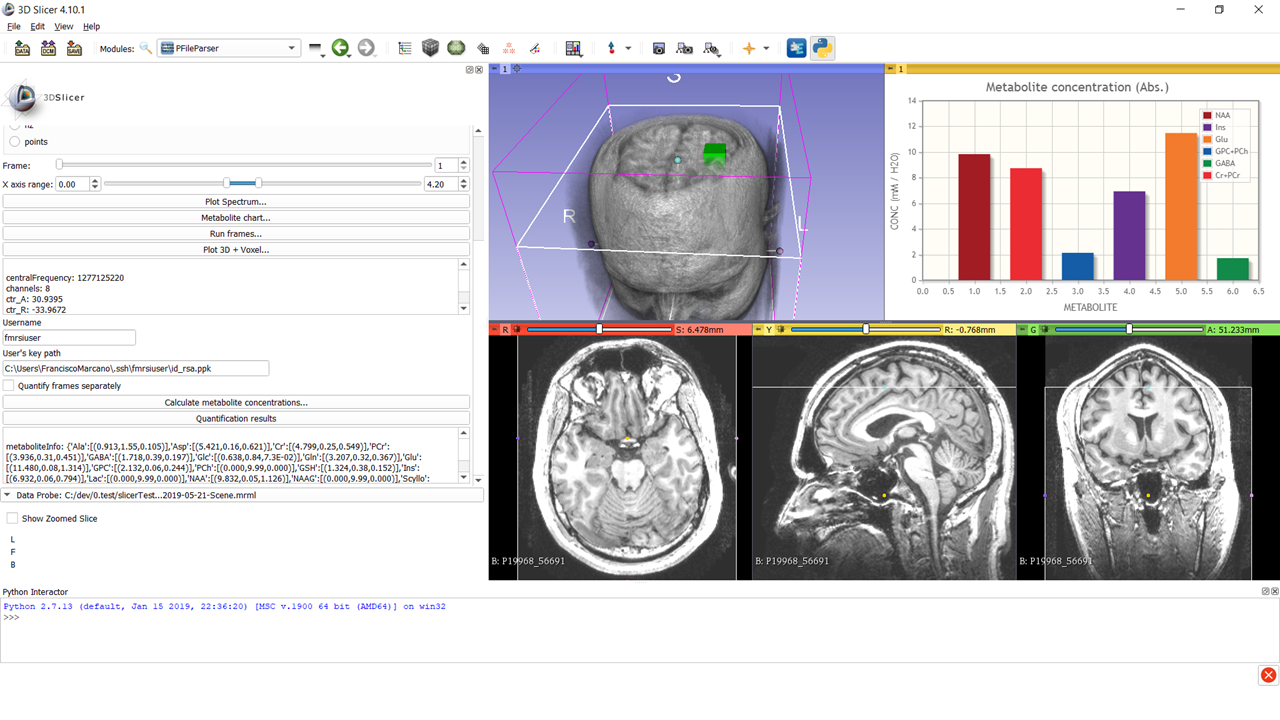 3D Slicer 4.10.1
File Edit View Help
DATA DCM SAVE Modules: PFileParser
3DSlicer
points
Frame: 1
X axis range: 0.00 4.20
Plot Spectrum...
Metabolite chart...
Run frames...
Plot 3D + Voxel...
centralFrequency: 1277125220
channels: 8
ctr_A: 30.9395
ctr_R: -33.9672
Username
fmrsiuser
User's key path
C:\Users\FranciscoMarcano\.ssh\fmrsiuser\id_rsa.ppk
Quantify frames separately
Calculate metabolite concentrations...
Quantification results
metaboliteInfo: {'Ala':[(0.913,1.55,0.105)],'Asp':[(5.421,0.16,0.621)],'Cr':[(4.799,0.25,0.549)],'PCr':
[(3.936,0.31,0.451)],'GABA':[(1.718,0.39,0.197)],'Glc':[(0.638,0.84,7.3E-02)],'Gln':[(3.207,0.32,0.367)],'Glu':
[(11.480,0.08,1.314)],'GPC':[(2.132,0.06,0.244)],'PCh':[(0.000,9.99,0.000)],'GSH':[(1.324,0.38,0.152)],'Ins':
[(6.932,0.06,0.794)],'Lac':[(0.000,9.99,0.000)],'NAA':[(9.832,0.05,1.126)],'NAAG':[(0.000,9.99,0.000)],'Scyllo':
Data Probe: C:/dev/0.test/slicerTest...2019-05-21-Scene.mrml
Show Zoomed Slice
L
F
B
1
S
R
L
1
Metabolite concentration (Abs.)
14
12
10
8
6
4
2
0
CONC (mM / H2O)
NAA
Ins
Glu
GPC+PCh
GABA
Cr+PCr
0.0 0.5 1.0 1.5 2.0 2.5 3.0 3.5 4.0 4.5 5.0 5.5 6.0 6.5
METABOLITE
R S: 6.478mm
B: P19968_56691
Y R: -0.768mm
B: P19968_56691
G A: 51.233mm
B: P19968_56691
Python Interactor
Python 2.7.13 (default, Jan 15 2019, 22:36:20) [MSC v.1900 64 bit (AMD64)] on win32
>>>